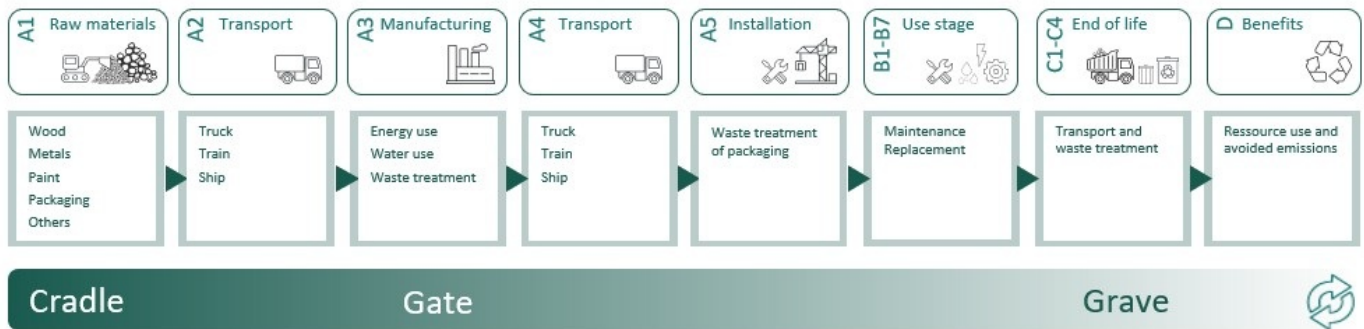 A1 Raw materials
A2 Transport
A3 Manufacturing
A4 Transport
A5 Installation
B1-B7 Use stage
C1-C4 End of life
D Benefits
Wood
Metals
Paint
Packaging
Others
Truck
Train
Ship
Energy use
Water use
Waste treatment
Truck
Train
Ship
Waste treatment
of packaging
Maintenance
Replacement
Transport and
waste treatment
Ressource use and
avoided emissions
Cradle
Gate
Grave